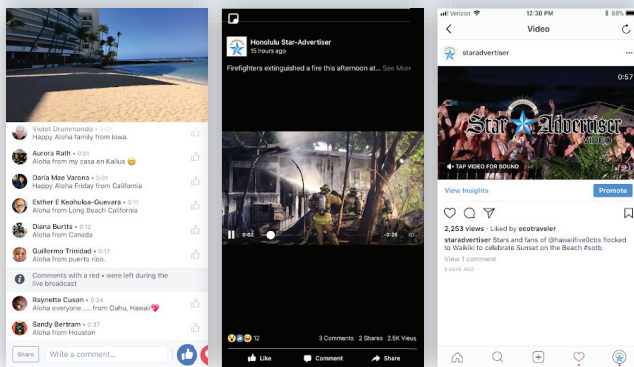 Violet Drummondo • 0:01
Happy Aloha family from Iowa.
Aurora Rath • 0:01
Aloha from my casa en Kailua
Darla Mae Varona • 0:01
Happy Aloha Friday from California
Esther E Keohuloa-Guevara • 0:11
Aloha from Long Beach California
Diana Burtts • 0:12
Aloha from Canada
Guillermo Trinidad • 0:17
Aloha from puerto rico.
Comments with a red • were left during the
live broadcast
Raynette Cuson • 0:24
Aloha everyone..... from Oahu, Hawaii
Sandy Bertram • 0:37
Aloha from Houston
Share
Write a comment...
Honolulu Star-Advertiser
15 hours ago
Firefighters extinguished a fire this afternoon at... See More
0:02
-0:25
12
3 Comments 2 Shares 2.5K Views
Like
Comment
Share
Verizon
12:30 PM
88%
Video
staradvertiser
0:57
Star Advertiser
VIDEO
TAP VIDEO FOR SOUND
View Insights
Promote
2,253 views · Liked by ecotraveler
staradvertiser Stars and fans of @hawaiifive0cbs flocked
to Waikiki to celebrate Sunset on the Beach #sotb
View 1 comment
5 DAYS AGO